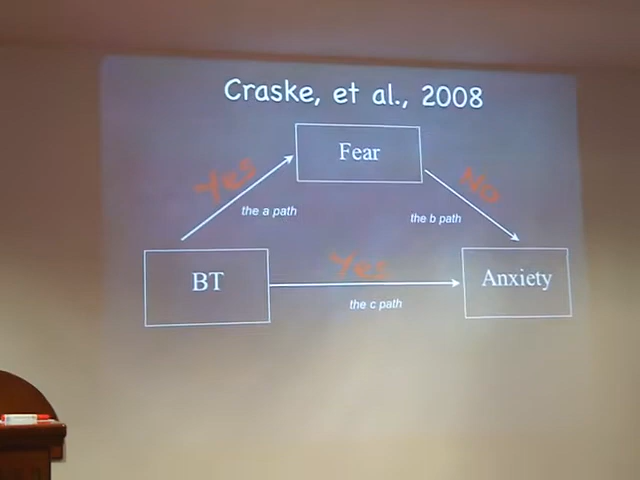 Craske, et al., 2008
Fear
Yes
No
the a path
the b path
BT
Yes
Anxiety
the c path